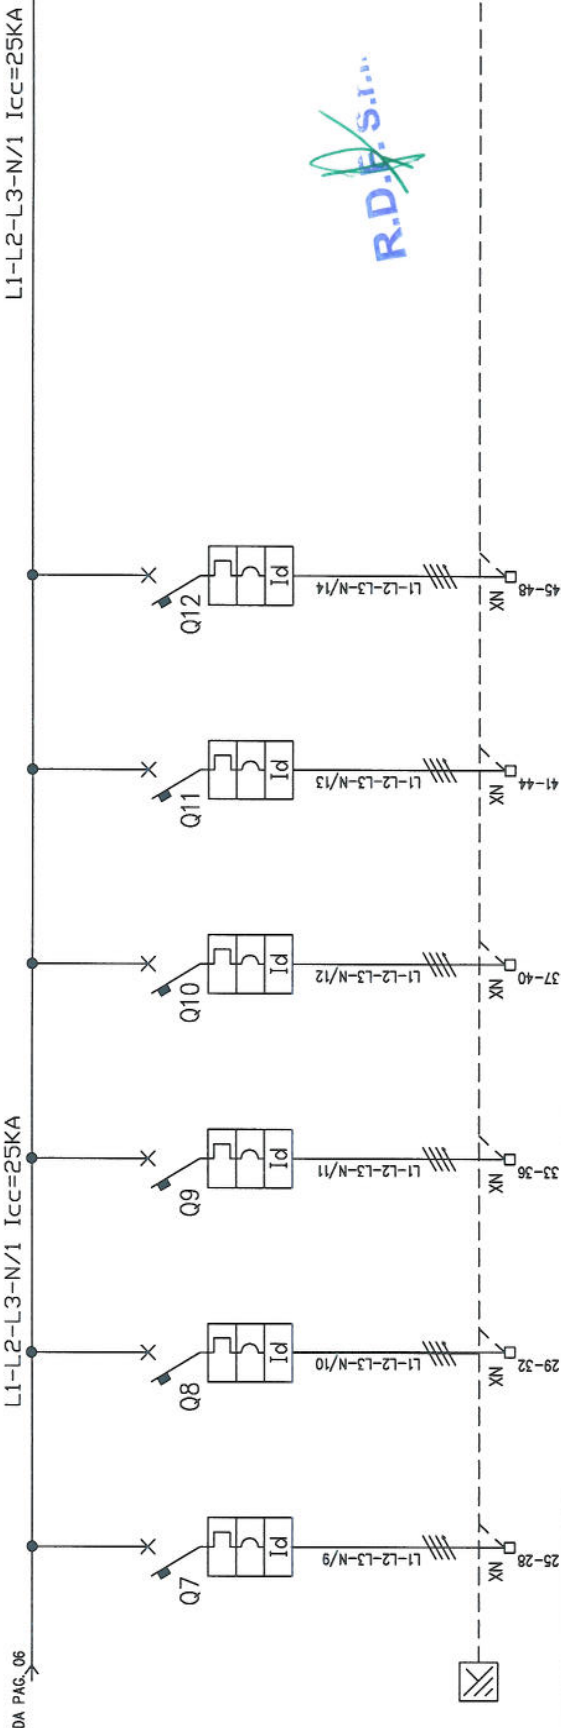 DA PAG. 06
L1-L2-L3-N/1 Icc=25KA
L1-L2-L3-N/1 Icc=25KA
Q7
Id
L1-L2-L3-N/9
XN
25-28
Q8
Id
L1-L2-L3-N/10
XN
29-32
Q9
Id
L1-L2-L3-N/11
XN
33-36
Q10
Id
L1-L2-L3-N/12
XN
37-40
Q11
Id
L1-L2-L3-N/13
XN
41-44
Q12
Id
L1-L2-L3-N/14
XN
45-48